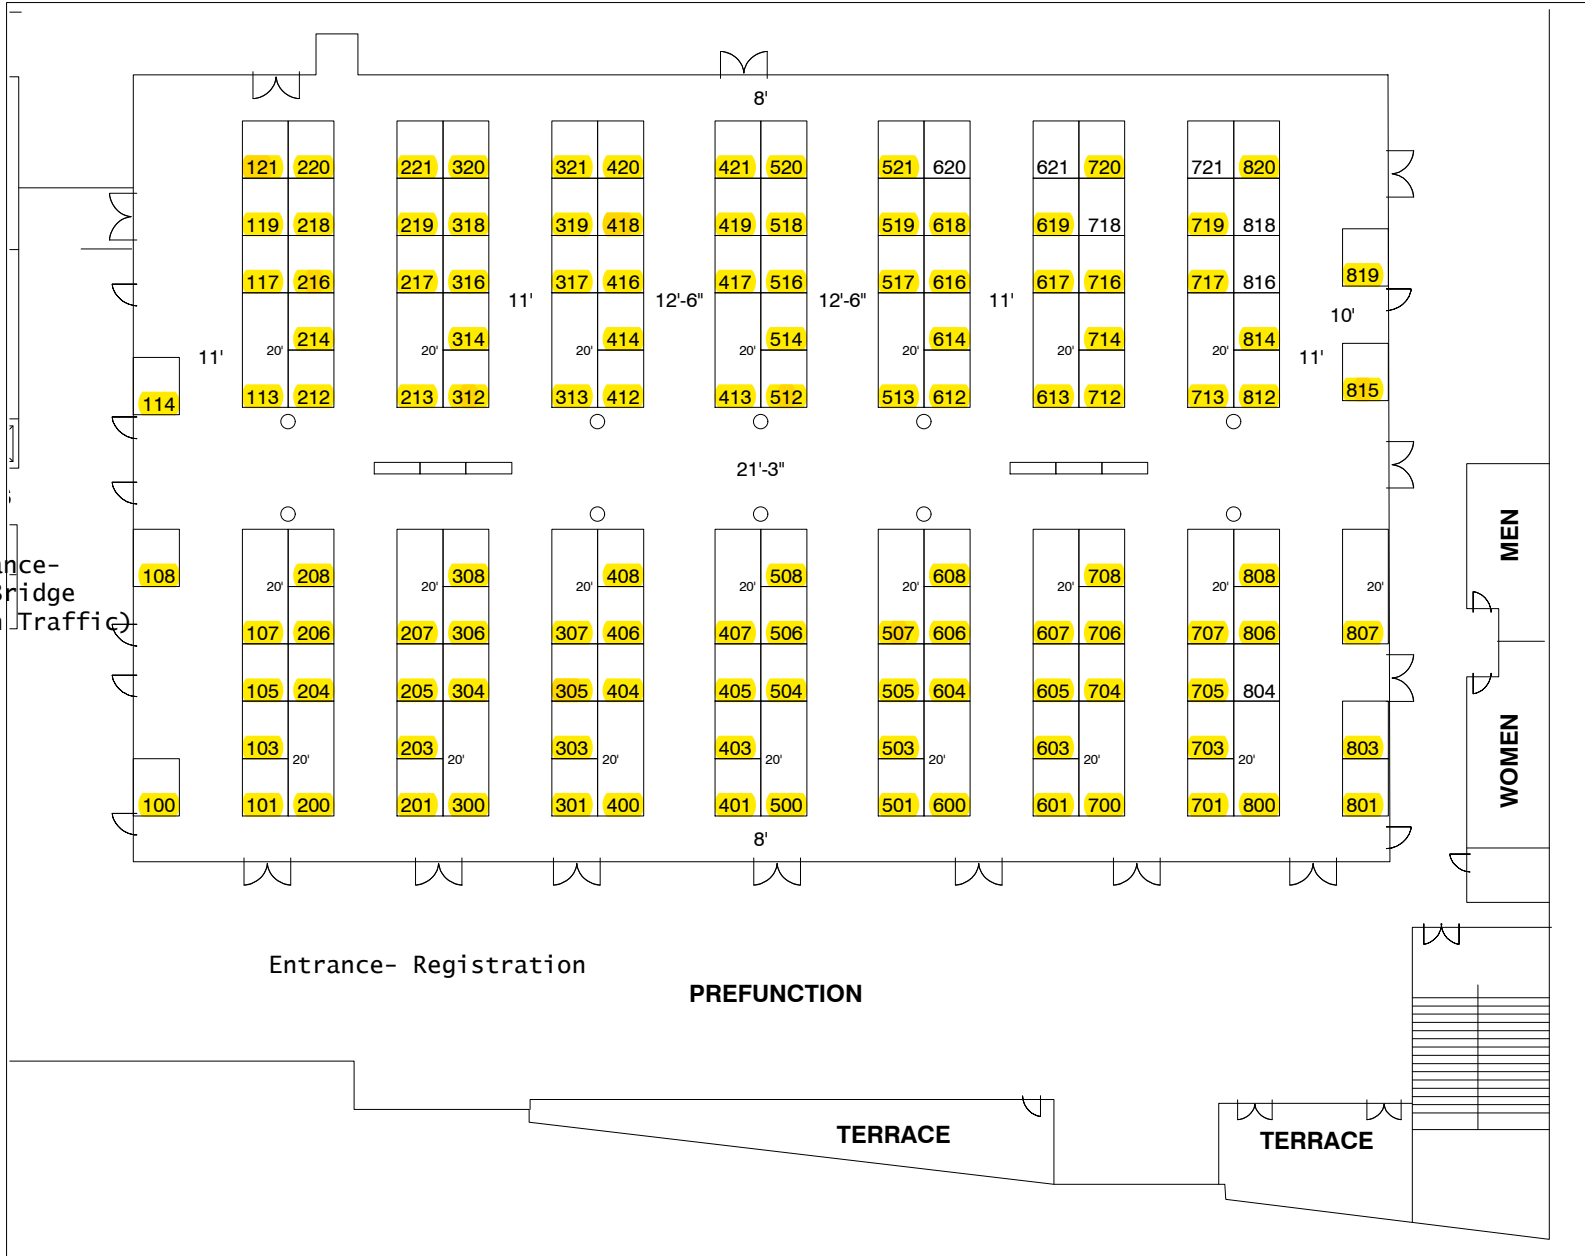 8'
121 220 221 320 321 420 421 520 521 620 621 720 721 820
119 218 219 318 319 418 419 518 519 618 619 718 719 818
117 216 217 316 317 416 417 516 517 616 617 716 717 816 819
11' 12'-6" 12'-6" 11'
10'
214 314 414 514 614 714 814
20' 20' 20' 20' 20' 20' 20'
11' 11'
113 212 213 312 313 412 413 512 513 612 613 712 713 812 815
114
21'-3"
108 208 308 408 508 608 708 808
20' 20' 20' 20' 20' 20' 20' 20'
107 206 207 306 307 406 407 506 507 606 607 706 707 806 807
105 204 205 304 305 404 405 504 505 604 605 704 705 804
103 203 303 403 503 603 703 803
20' 20' 20' 20' 20' 20' 20'
100 101 200 201 300 301 400 401 500 501 600 601 700 701 800 801
8'
MEN
WOMEN
ance-
Bridge
Traffic)
Entrance- Registration
PREFUNCTION
TERRACE
TERRACE